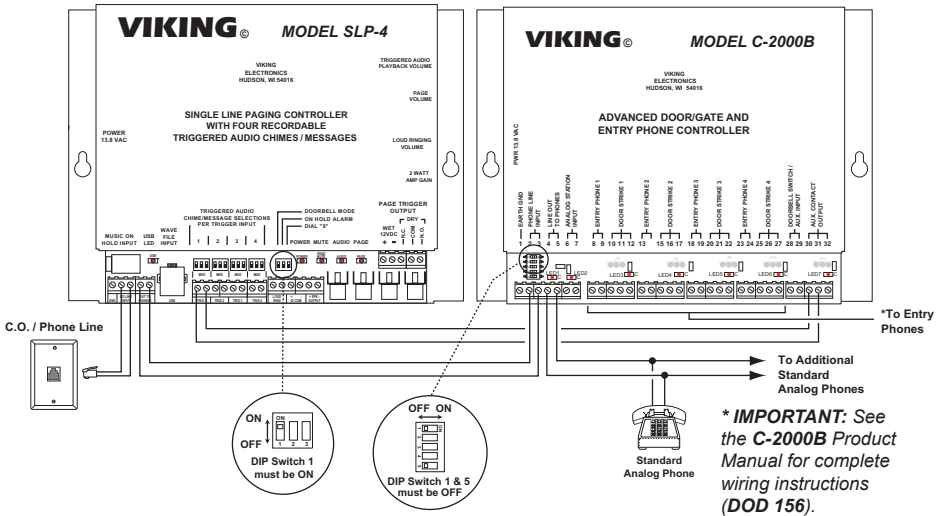 VIKING©
MODEL SLP-4
VIKING
ELECTRONICS
HUDSON, WI 54016
SINGLE LINE PAGING CONTROLLER
WITH FOUR RECORDABLE
TRIGGERED AUDIO CHIMES / MESSAGES
POWER
13.8 VAC
TRIGGERED AUDIO
PLAYBACK VOLUME
PAGE
VOLUME
LOUD RINGING
VOLUME
2 WATT
AMP GAIN
MUSIC ON
HOLD INPUT
USB
LED
WAVE
FILE
INPUT
TRIGGERED AUDIO
CHIME/MESSAGE SELECTIONS
PER TRIGGER INPUT
1 2 3 4
DOORBELL MODE
ON HOLD ALARM
DIAL "9"
POWER MUTE AUDIO PAGE
PAGE TRIGGER
OUTPUT
WET
12VDC
+ –
DRY
N.C.
COM
N.O.
USB
VIKING©
MODEL C-2000B
VIKING
ELECTRONICS
HUDSON, WI 54016
ADVANCED DOOR/GATE AND
ENTRY PHONE CONTROLLER
PWR 13.8 VAC
EARTH GND
PHONE LINE
INPUT
LINE OUT
TO PHONES
ANALOG STATION
INPUT
ENTRY PHONE 1
DOOR STRIKE 1
ENTRY PHONE 2
DOOR STRIKE 2
ENTRY PHONE 3
DOOR STRIKE 3
ENTRY PHONE 4
DOOR STRIKE 4
DOORBELL SWITCH /
AUX. INPUT
AUX. CONTACT
OUTPUT
1 2 3 4 5 6 7 8 9 10 11 12 13 14 15 16 17 18 19 20 21 22 23 24 25 26 27 28 29 30 31 32
LED1
LED2
LED3
LED4
LED5
LED6
LED7
C.O. / Phone Line
*To Entry
Phones
To Additional
Standard
Analog Phones
Standard
Analog Phone
ON
OFF
ON
1 2 3
DIP Switch 1
must be ON
OFF ON
DIP Switch 1 & 5
must be OFF
* IMPORTANT: See
the C-2000B Product
Manual for complete
wiring instructions
(DOD 156).